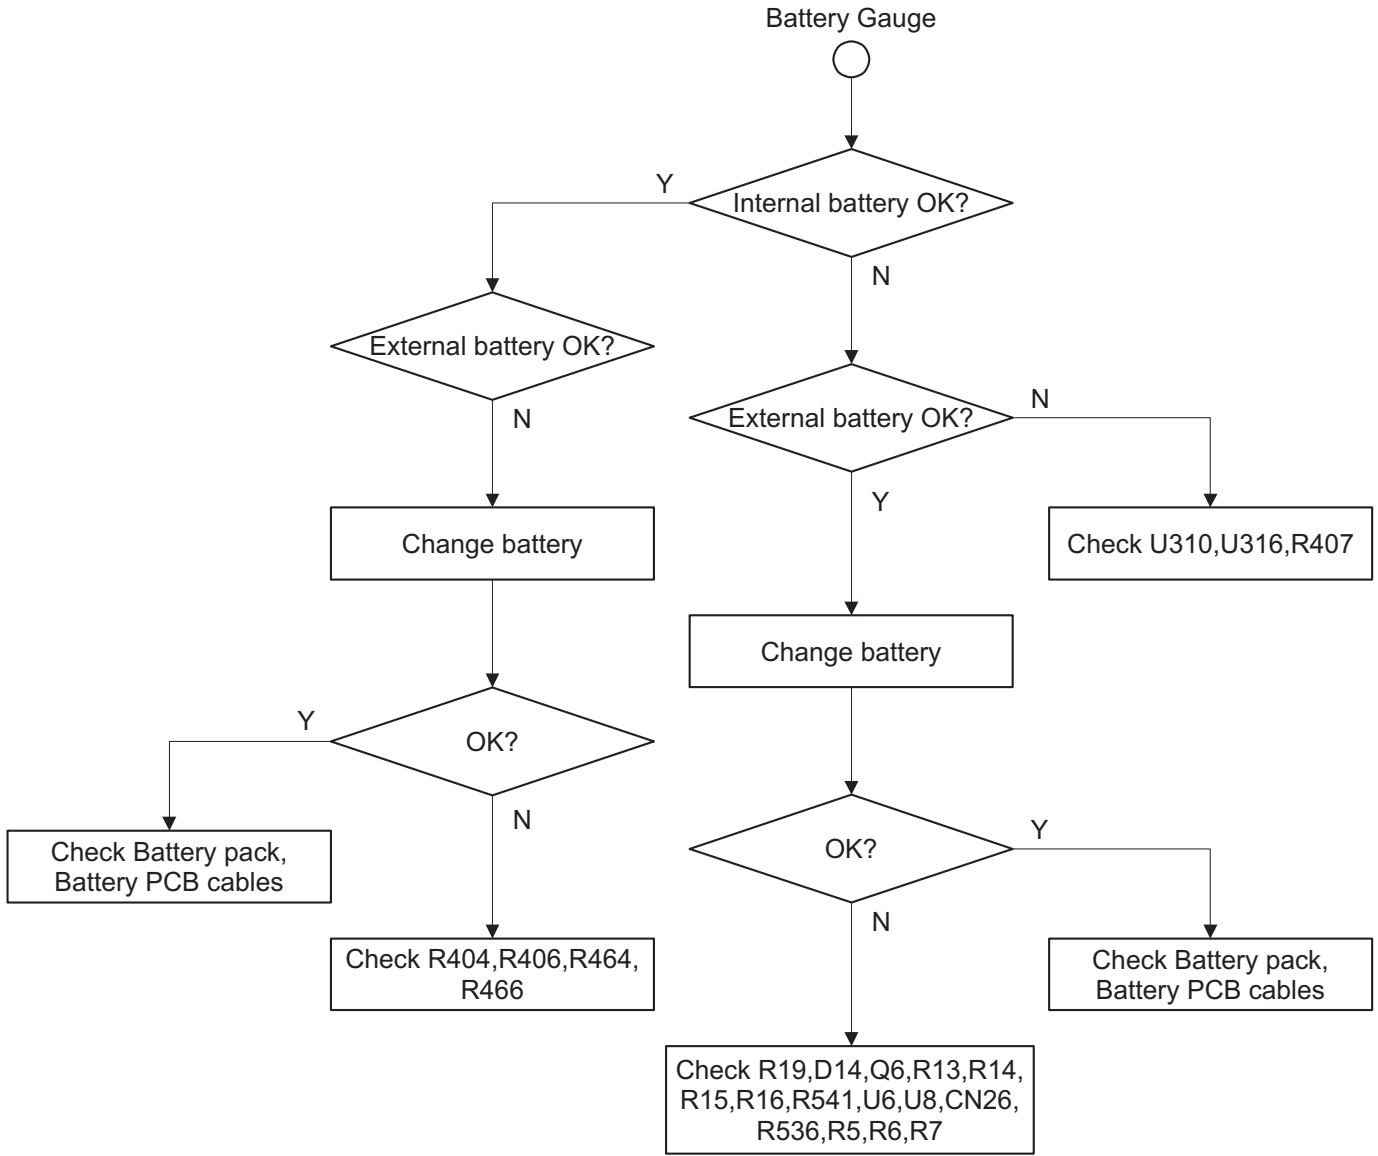 Battery Gauge
Y
Internal battery OK?
N
External battery OK?
N
External battery OK?
N
Y
Change battery
Check U310,U316,R407
Change battery
Y
OK?
N
OK?
Y
Check Battery pack,
Battery PCB cables
N
Check R404,R406,R464,
R466
Check Battery pack,
Battery PCB cables
Check R19,D14,Q6,R13,R14,
R15,R16,R541,U6,U8,CN26,
R536,R5,R6,R7